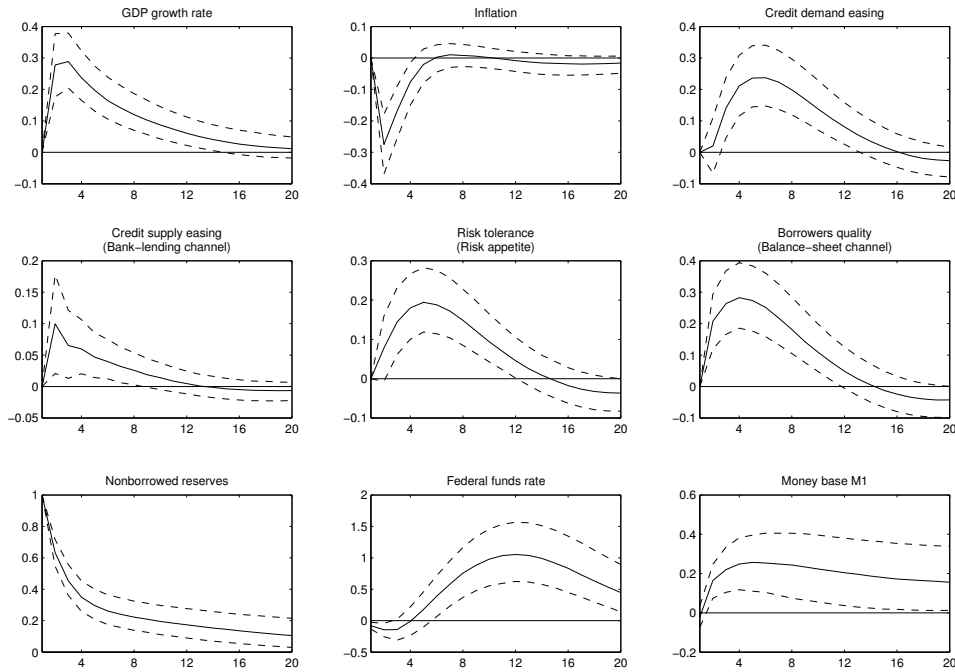 GDP growth rate
0.4
0.3
0.2
0.1
0
−0.1
4 8 12 16 20
Inflation
0.1
0
−0.1
−0.2
−0.3
−0.4
4 8 12 16 20
Credit demand easing
0.4
0.3
0.2
0.1
0
−0.1
4 8 12 16 20
Credit supply easing
(Bank−lending channel)
0.2
0.15
0.1
0.05
0
−0.05
4 8 12 16 20
Risk tolerance
(Risk appetite)
0.3
0.2
0.1
0
−0.1
4 8 12 16 20
Borrowers quality
(Balance−sheet channel)
0.4
0.3
0.2
0.1
0
−0.1
4 8 12 16 20
Nonborrowed reserves
1
0.8
0.6
0.4
0.2
0
4 8 12 16 20
Federal funds rate
2
1.5
1
0.5
0
−0.5
4 8 12 16 20
Money base M1
0.6
0.4
0.2
0
−0.2
4 8 12 16 20